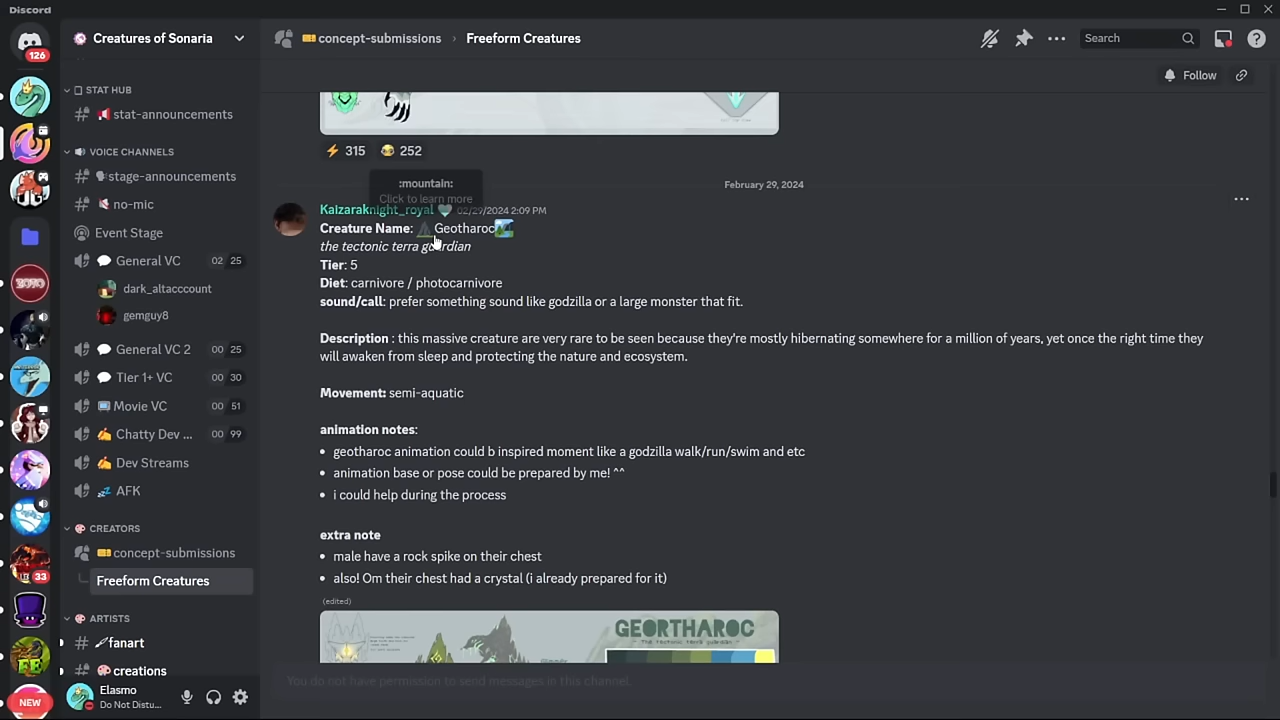 Discord
Creatures of Sonaria
concept-submissions › Freeform Creatures
Search
126
Follow
STAT HUB
stat-announcements
VOICE CHANNELS
stage-announcements
no-mic
Event Stage
General VC 02 25
dark_altacccount
gemguy8
General VC 2 00 25
Tier 1+ VC 00 30
Movie VC 00 51
Chatty Dev ... 00 99
Dev Streams
AFK
CREATORS
concept-submissions
Freeform Creatures
ARTISTS
fanart
creations
33
NEW
Elasmo
Do Not Distu...
315 252
February 29, 2024
:mountain:
Click to learn more
Kaizaraknight_royal 02/29/2024 2:09 PM
Creature Name: Geotharoc
the tectonic terra guardian
Tier: 5
Diet: carnivore / photocarnivore
sound/call: prefer something sound like godzilla or a large monster that fit.
Description : this massive creature are very rare to be seen because they're mostly hibernating somewhere for a million of years, yet once the right time they
will awaken from sleep and protecting the nature and ecosystem.
Movement: semi-aquatic
animation notes:
• geotharoc animation could b inspired moment like a godzilla walk/run/swim and etc
• animation base or pose could be prepared by me! ^^
• i could help during the process
extra note
• male have a rock spike on their chest
• also! Om their chest had a crystal (i already prepared for it)
(edited)
GEORTHAROC
The tectonic terra guardian
You do not have permission to send messages in this channel.